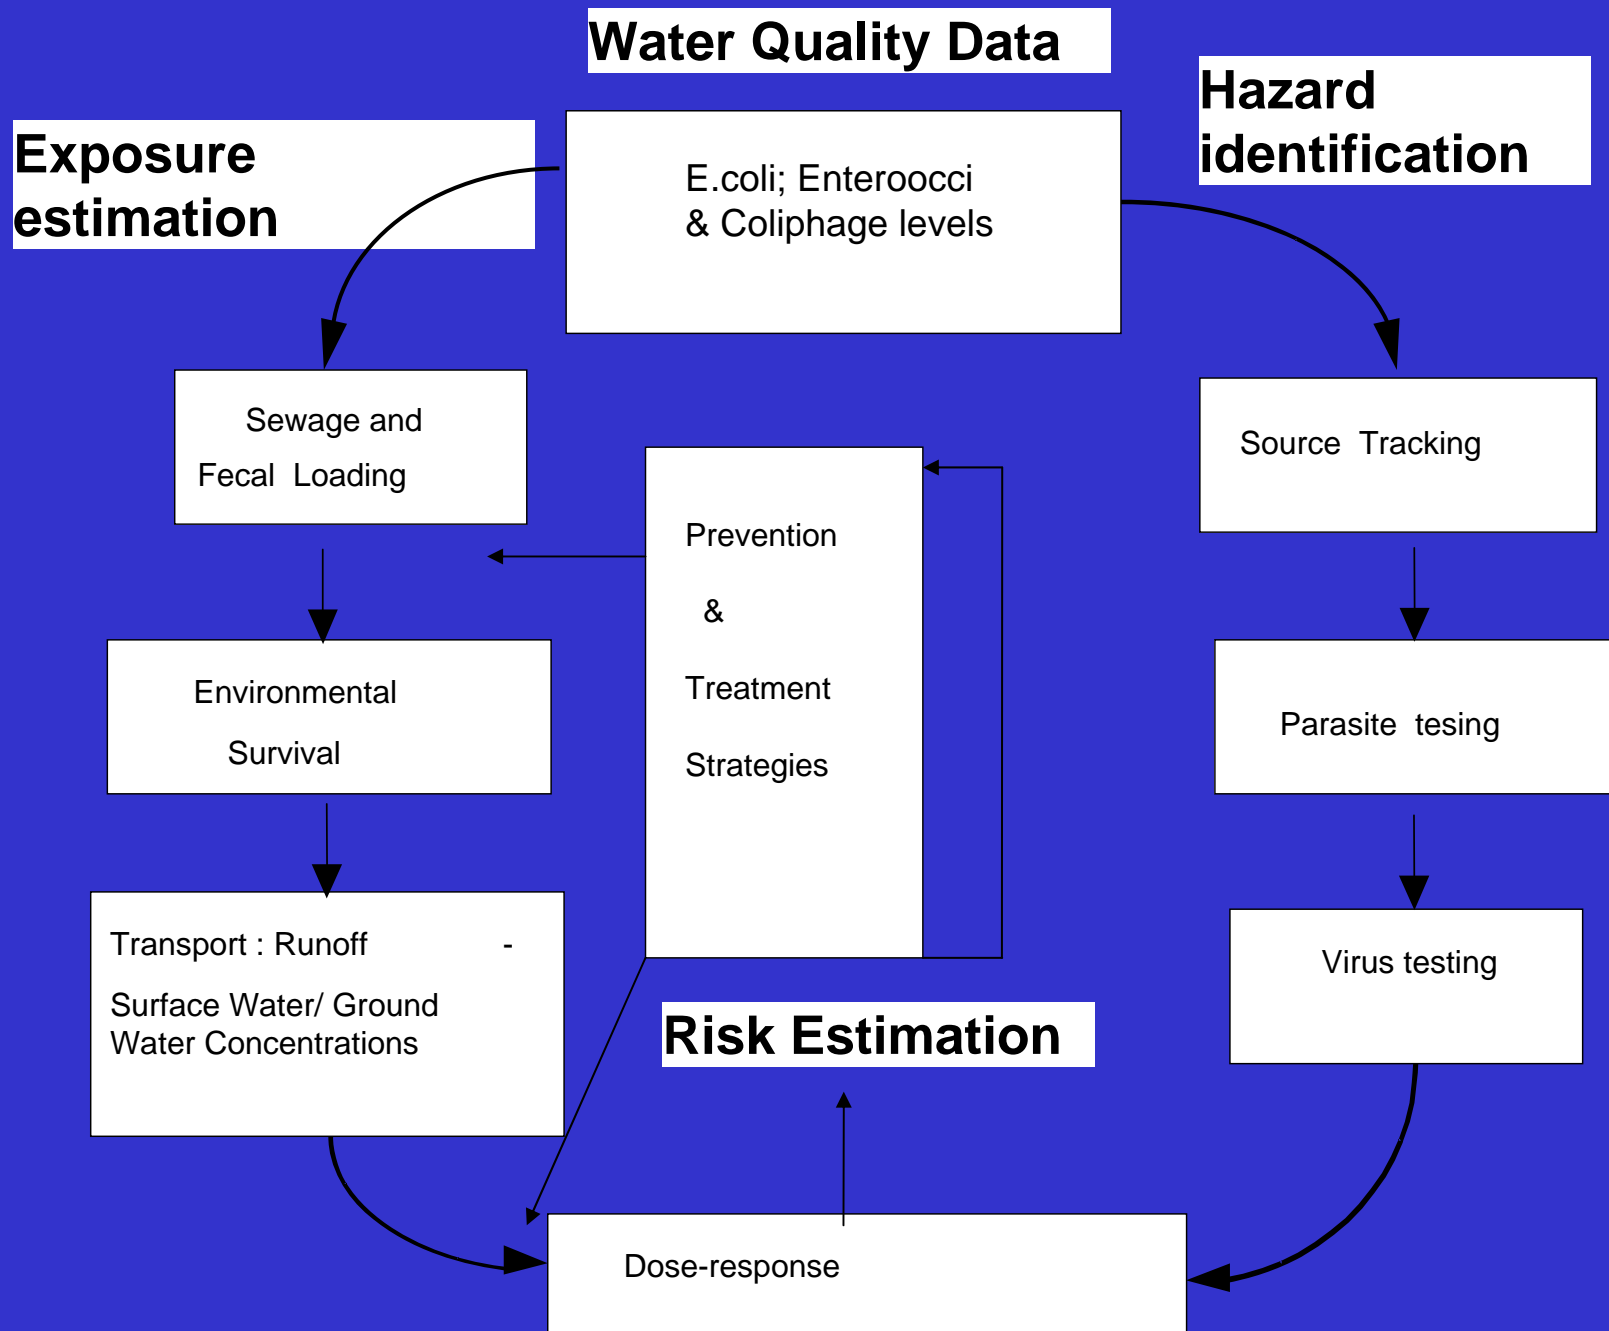 Water Quality Data
Hazard
identification
Exposure
estimation
E.coli; Enteroocci
& Coliphage levels
Sewage and
Fecal Loading
Source Tracking
Prevention
&
Treatment
Strategies
Environmental
Survival
Parasite tesing
Transport : Runoff -
Surface Water/ Ground
Water Concentrations
Virus testing
Risk Estimation
Dose-response